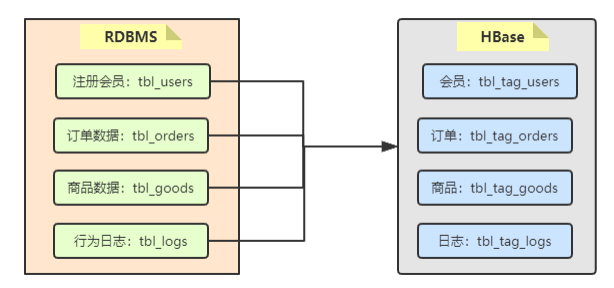 RDBMS
注册会员：tbl_users
订单数据：tbl_orders
商品数据：tbl_goods
行为日志：tbl_logs
HBase
会员：tbl_tag_users
订单：tbl_tag_orders
商品：tbl_tag_goods
日志：tbl_tag_logs